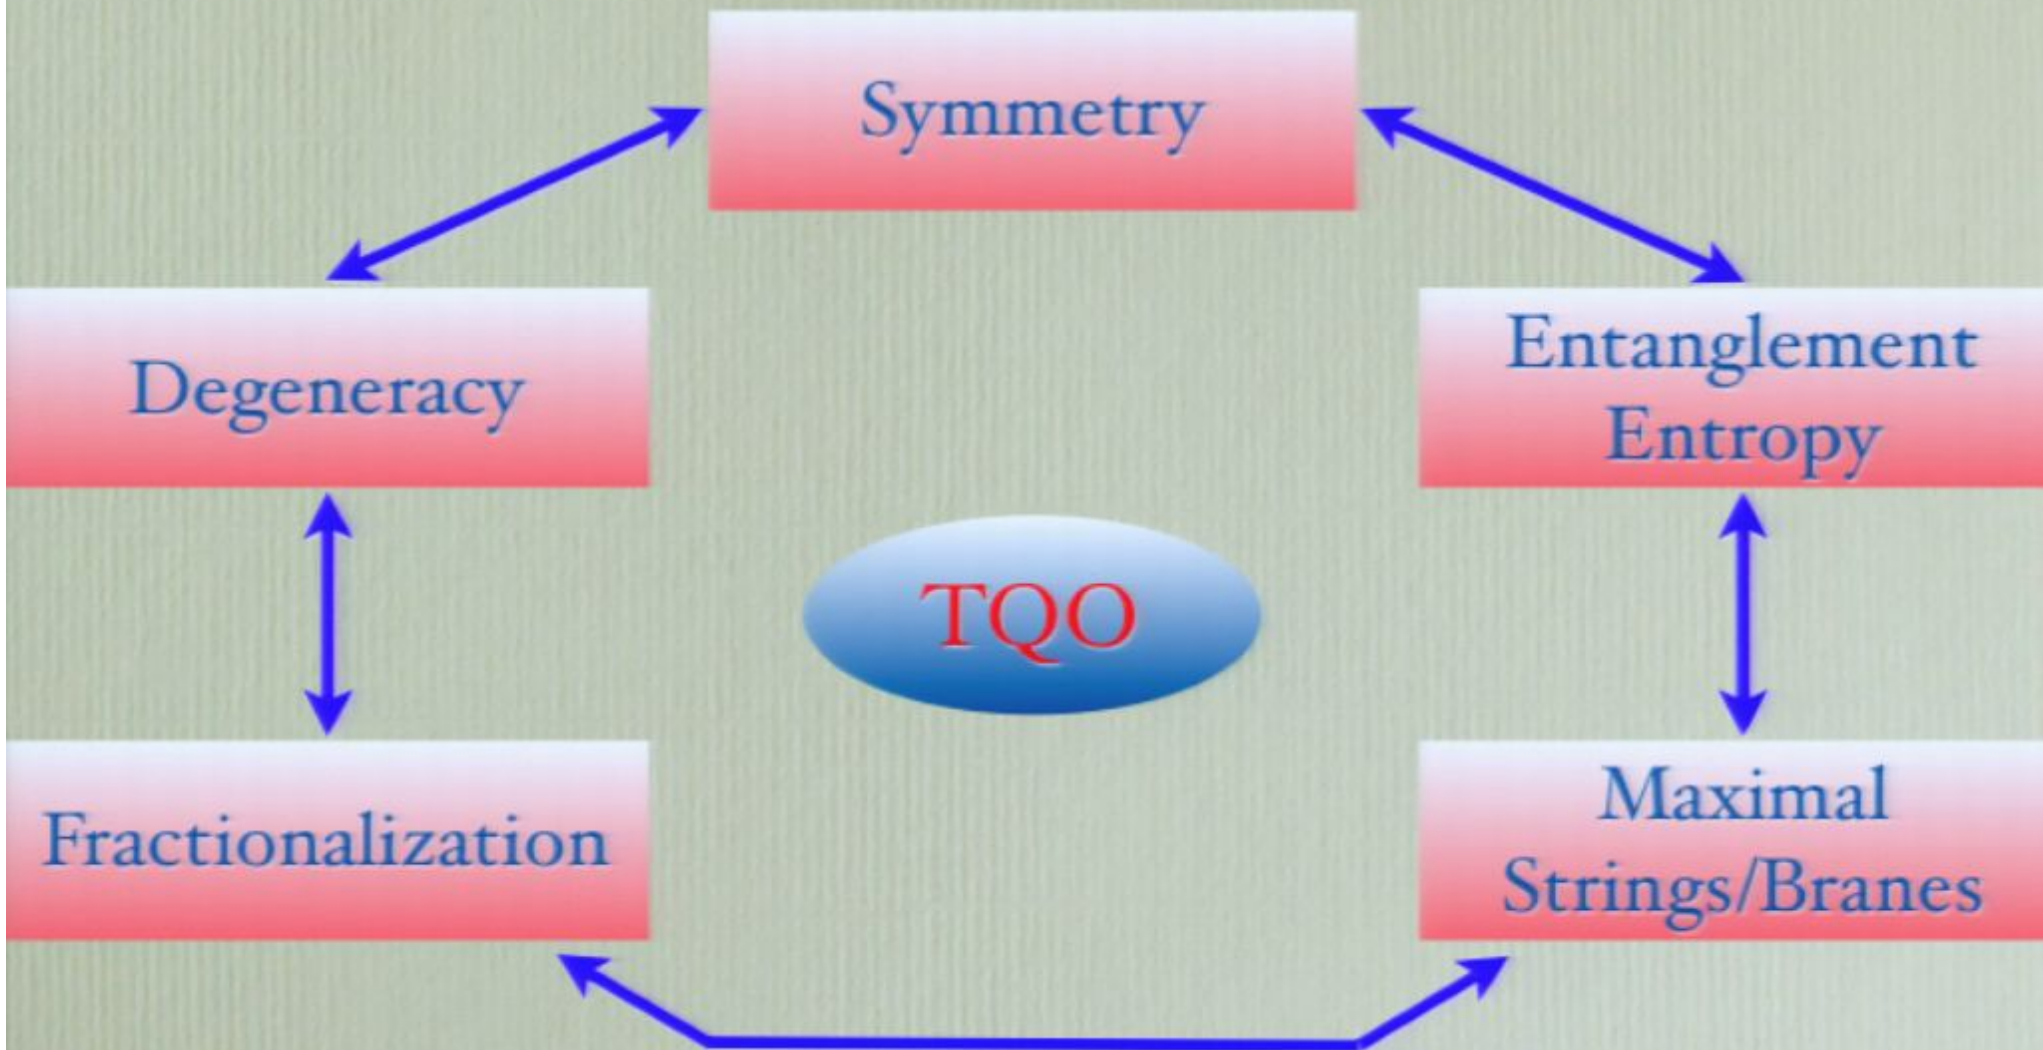 Symmetry
Degeneracy
Entanglement
Entropy
TQO
Fractionalization
Maximal
Strings/Branes